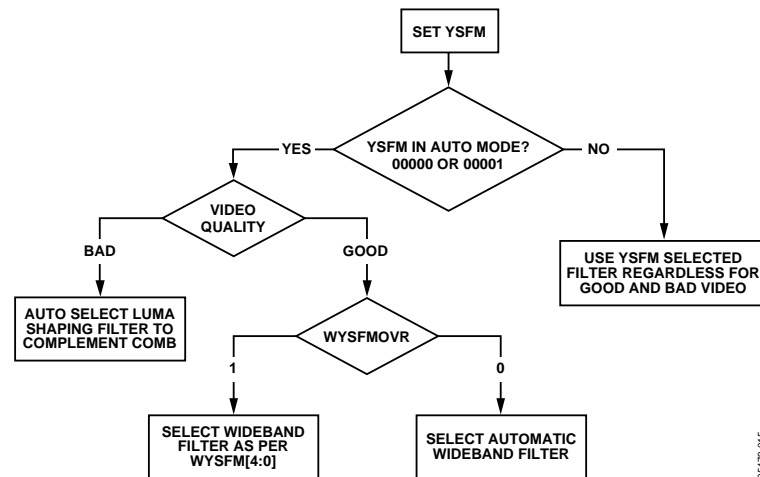 SET YSFM
YSFM IN AUTO MODE?
00000 OR 00001
YES
NO
VIDEO
QUALITY
BAD
GOOD
USE YSFM SELECTED
FILTER REGARDLESS FOR
GOOD AND BAD VIDEO
AUTO SELECT LUMA
SHAPING FILTER TO
COMPLEMENT COMB
WYSFMOVR
1
0
SELECT WIDEBAND
FILTER AS PER
WYSFM[4:0]
SELECT AUTOMATIC
WIDEBAND FILTER